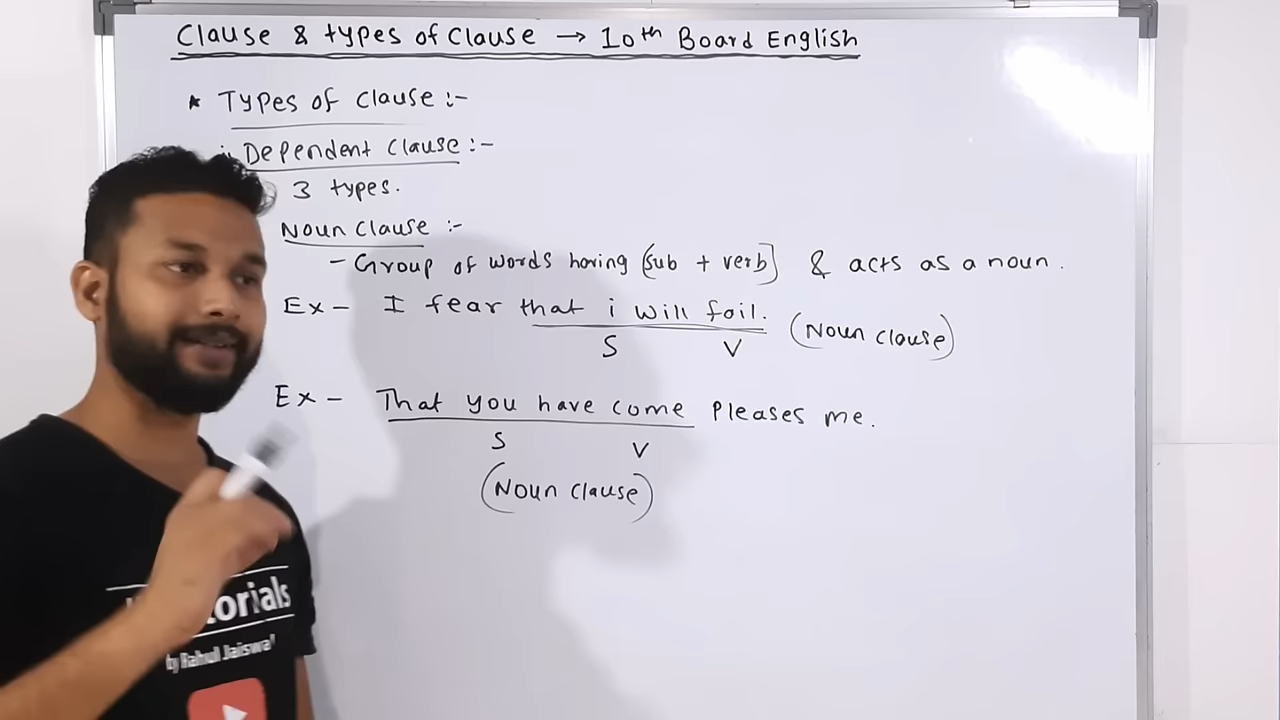 Clause & types of Clause → 10th Board English
* Types of Clause :-
Dependent Clause :-
3 types.
Noun Clause :-
- Group of words having [sub + verb] & acts as a noun.
Ex - I fear that i will fail.
(Noun Clause)
S V
Ex - That you have come Pleases me.
S V
(Noun Clause)
by Rahul Jaiswal